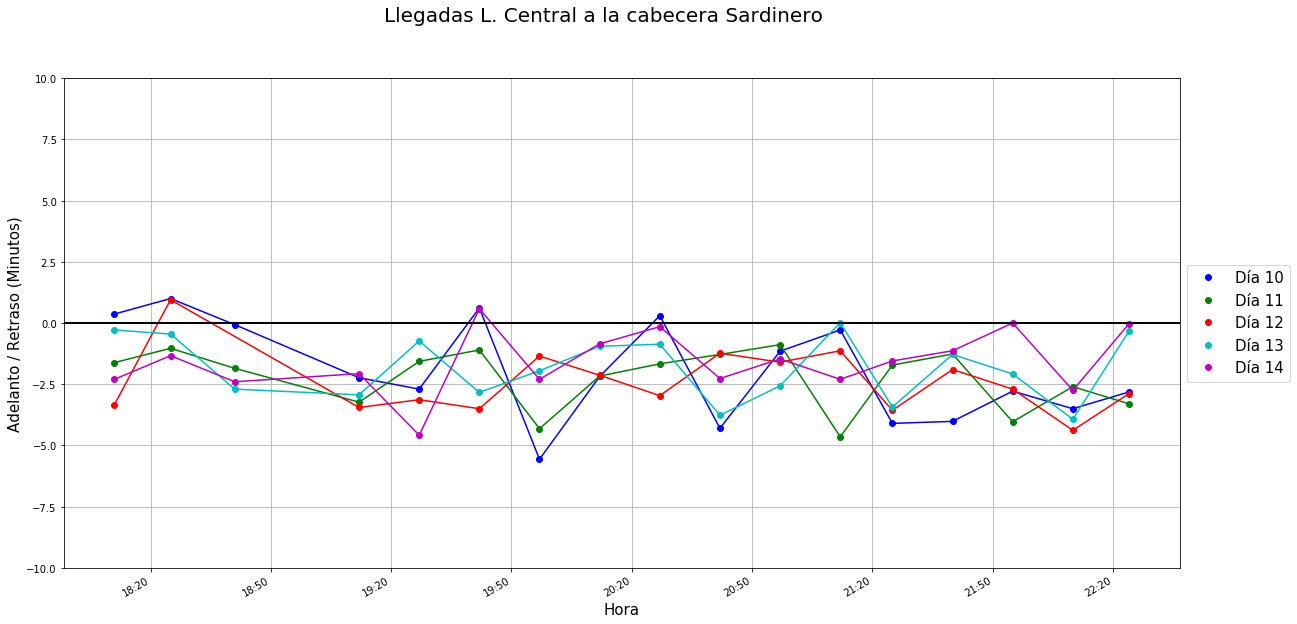 Llegadas L. Central a la cabecera Sardinero
Adelanto / Retraso (Minutos)
10.0
7.5
5.0
2.5
0.0
−2.5
−5.0
−7.5
−10.0
18:20
18:50
19:20
19:50
20:20
20:50
21:20
21:50
22:20
Hora
Día 10
Día 11
Día 12
Día 13
Día 14